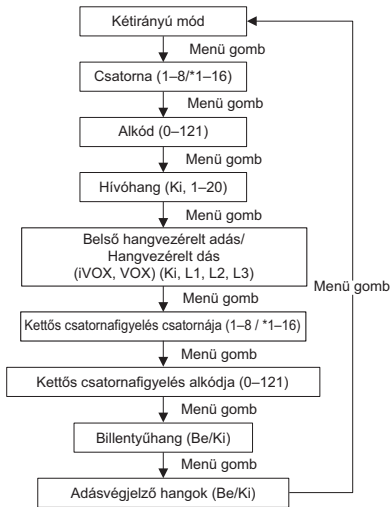 Kétirányú mód
Menü gomb
Csatorna (1–8/*1–16)
Menü gomb
Alkód (0–121)
Menü gomb
Hívóhang (Ki, 1–20)
Menü gomb
Belső hangvezérelt adás/
Hangvezérelt dás
(iVOX, VOX) (Ki, L1, L2, L3)
Menü gomb
Menü gomb
Kettős csatornafigyelés csatornája (1–8 / *1–16)
Menü gomb
Kettős csatornafigyelés alkódja (0–121)
Menü gomb
Billentyűhang (Be/Ki)
Menü gomb
Adásvégjelző hangok (Be/Ki)